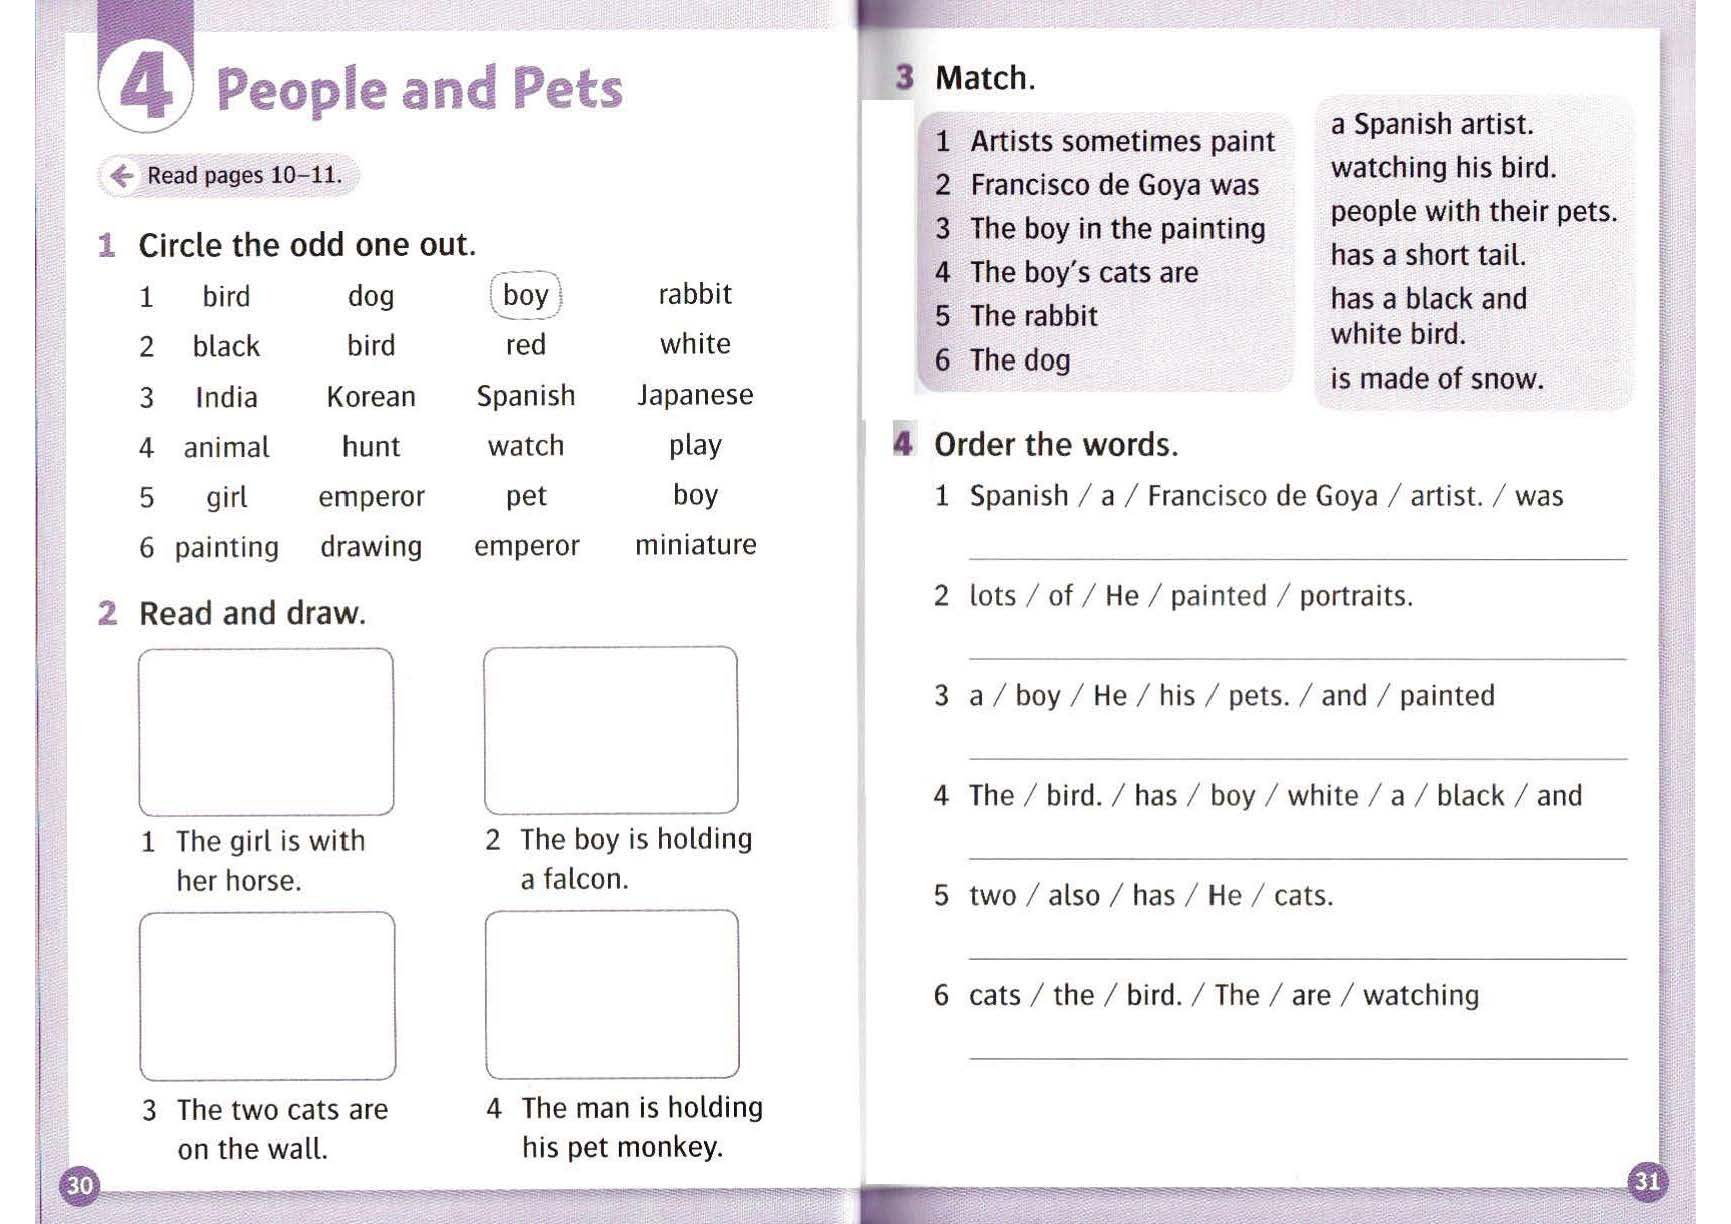 4 People and Pets
Read pages 10–11.
1 Circle the odd one out.
1 bird dog boy rabbit
2 black bird red white
3 India Korean Spanish Japanese
4 animal hunt watch play
5 girl emperor pet boy
6 painting drawing emperor miniature
2 Read and draw.
1 The girl is with
her horse.
2 The boy is holding
a falcon.
3 The two cats are
on the wall.
4 The man is holding
his pet monkey.
30
3 Match.
1 Artists sometimes paint
2 Francisco de Goya was
3 The boy in the painting
4 The boy's cats are
5 The rabbit
6 The dog
a Spanish artist.
watching his bird.
people with their pets.
has a short tail.
has a black and
white bird.
is made of snow.
4 Order the words.
1 Spanish / a / Francisco de Goya / artist. / was
2 lots / of / He / painted / portraits.
3 a / boy / He / his / pets. / and / painted
4 The / bird. / has / boy / white / a / black / and
5 two / also / has / He / cats.
6 cats / the / bird. / The / are / watching
31